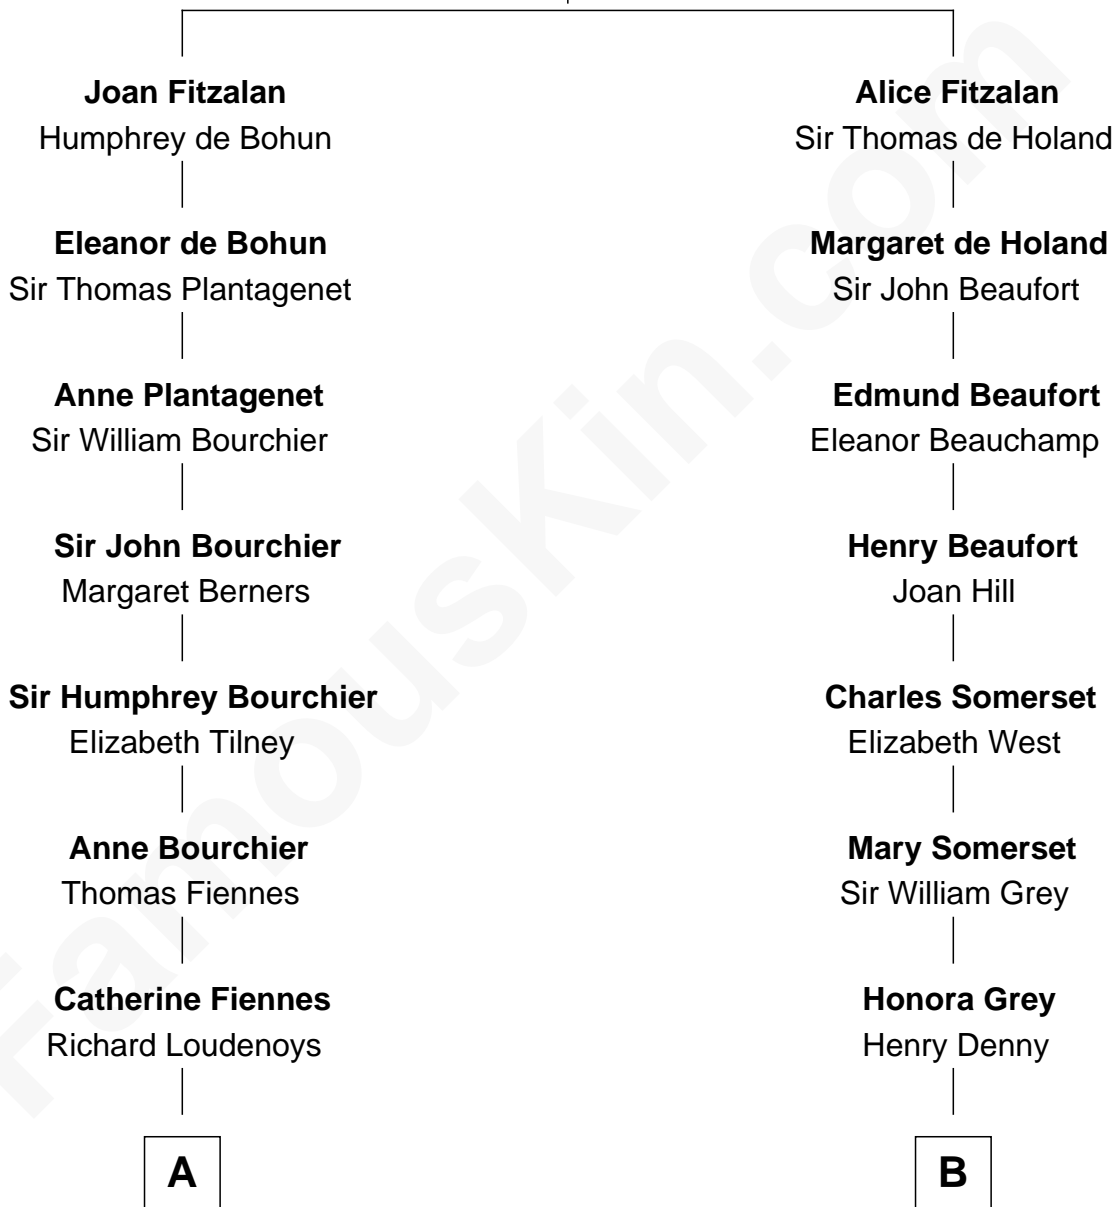 Joan Fitzalan
Humphrey de Bohun
Eleanor de Bohun
Sir Thomas Plantagenet
Anne Plantagenet
Sir William Bourchier
Sir John Bourchier
Margaret Berners
Sir Humphrey Bourchier
Elizabeth Tilney
Anne Bourchier
Thomas Fiennes
Catherine Fiennes
Richard Loudenoys
A
Alice Fitzalan
Sir Thomas de Holand
Margaret de Holand
Sir John Beaufort
Edmund Beaufort
Eleanor Beauchamp
Henry Beaufort
Joan Hill
Charles Somerset
Elizabeth West
Mary Somerset
Sir William Grey
Honora Grey
Henry Denny
B
FamousKin.com